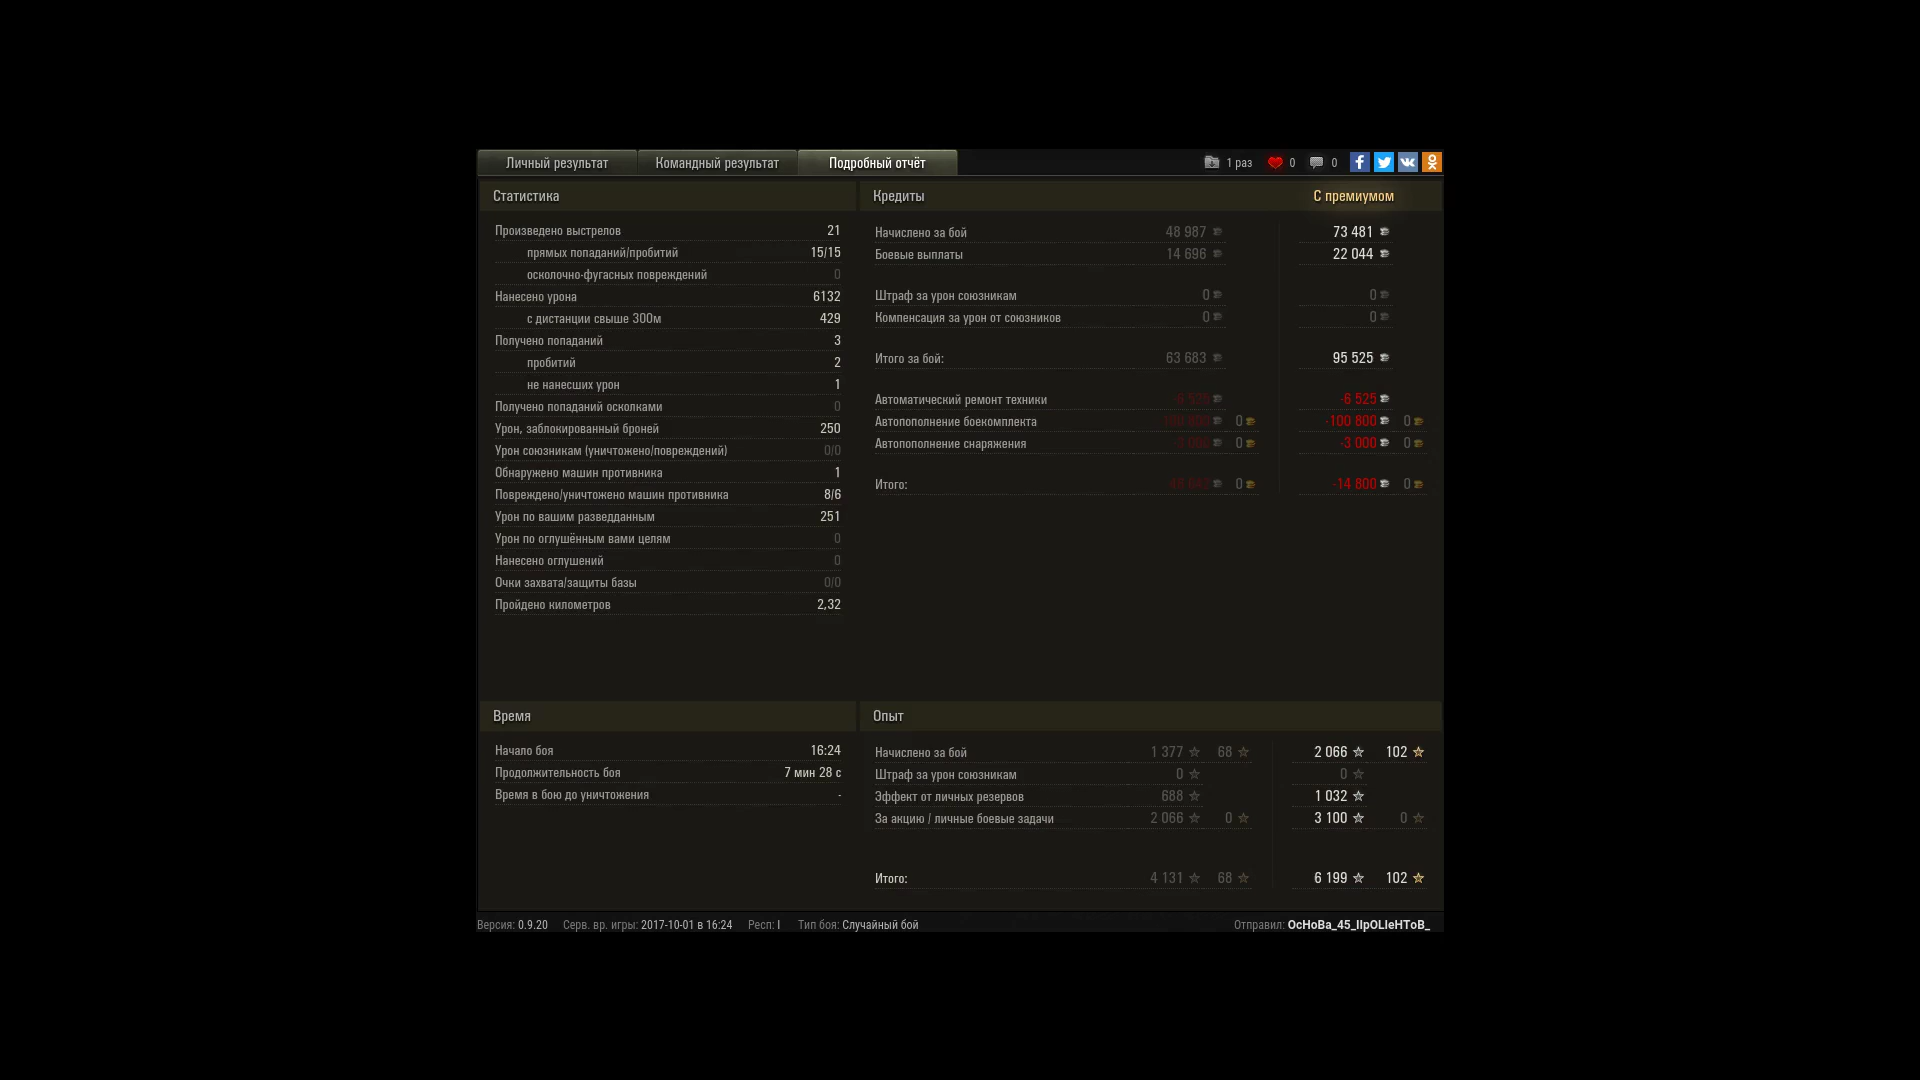 Личный результат Командный результат Подробный отчёт 1 раз 0 0
Статистика
Произведено выстрелов 21
прямых попаданий/пробитий 15/15
осколочно-фугасных повреждений 0
Нанесено урона 6132
с дистанции свыше 300м 429
Получено попаданий 3
пробитий 2
не нанесших урон 1
Получено попаданий осколками 0
Урон, заблокированный броней 250
Урон союзникам (уничтожено/повреждений) 0/0
Обнаружено машин противника 1
Повреждено/уничтожено машин противника 8/6
Урон по вашим разведданным 251
Урон по оглушённым вами целям 0
Нанесено оглушений 0
Очки захвата/защиты базы 0/0
Пройдено километров 2,32
Кредиты С премиумом
Начислено за бой 48 987 73 481
Боевые выплаты 14 696 22 044
Штраф за урон союзникам 0 0
Компенсация за урон от союзников 0 0
Итого за бой: 63 683 95 525
Автоматический ремонт техники -6 525
Автопополнение боекомплекта 0 -100 800 0
Автопополнение снаряжения 0 -3 000 0
Итого: 0 -14 800 0
Время
Начало боя 16:24
Продолжительность боя 7 мин 28 с
Время в бою до уничтожения -
Опыт
Начислено за бой 1 377 68 2 066 102
Штраф за урон союзникам 0 0
Эффект от личных резервов 688 1 032
За акцию / личные боевые задачи 2 066 0 3 100 0
Итого: 4 131 68 6 199 102
Версия: 0.9.20 Серв. вр. игры: 2017-10-01 в 16:24 Респ: I Тип боя: Случайный бой Отправил: OcHoBa_45_IIpOLIeHToB_